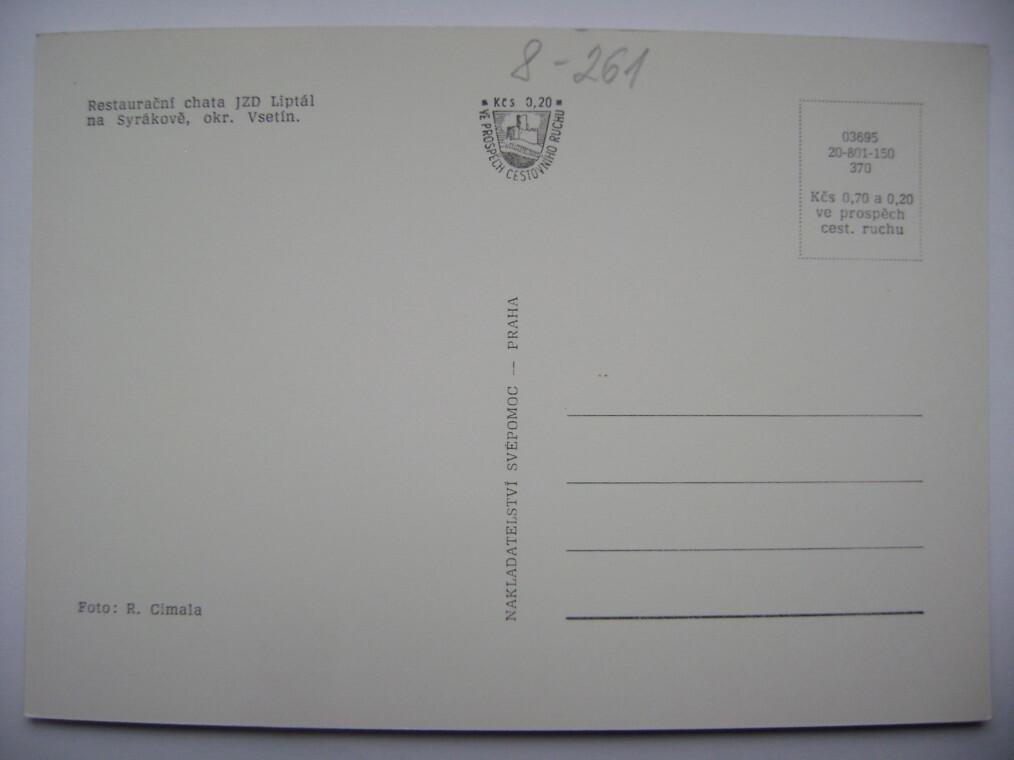 8-261
Restaurační chata JZD Liptál
na Syrákově, okr. Vsetín.
Kčs 0,20
VE PROSPĚCH CESTOVNÍHO RUCHU
03695
20-801-150
370
Kčs 0,70 a 0,20
ve prospěch
cest. ruchu
NAKLADATELSTVÍ SVÉPOMOC — PRAHA
Foto: R. Cimala